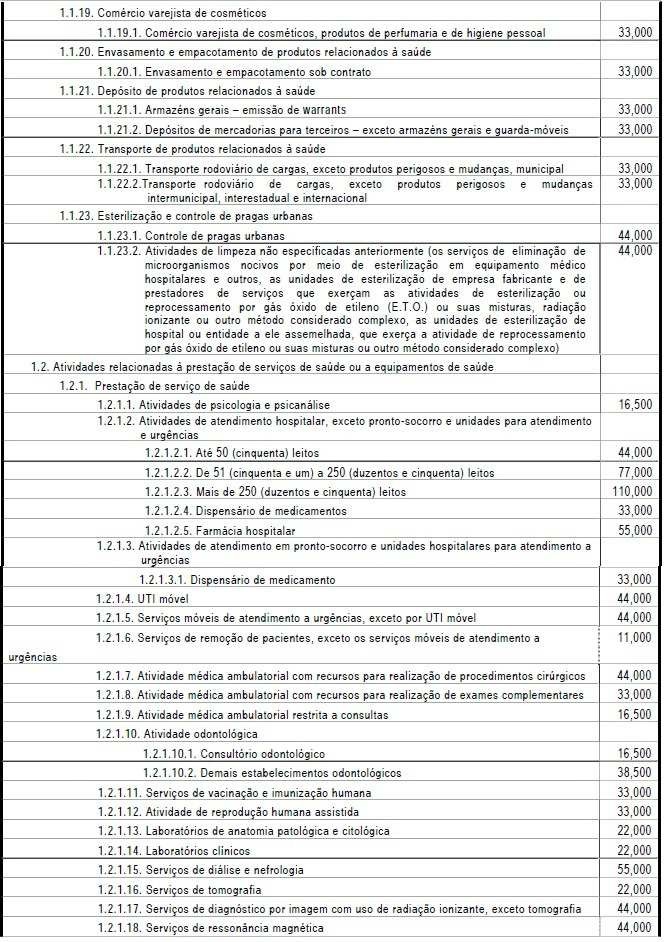 1.1.19. Comércio varejista de cosméticos
1.1.19.1. Comércio varejista de cosméticos, produtos de perfumaria e de higiene pessoal 33,000
1.1.20. Envasamento e empacotamento de produtos relacionados à saúde
1.1.20.1. Envasamento e empacotamento sob contrato 33,000
1.1.21. Depósito de produtos relacionados à saúde
1.1.21.1. Armazéns gerais – emissão de warrants 33,000
1.1.21.2. Depósitos de mercadorias para terceiros – exceto armazéns gerais e guarda-móveis 33,000
1.1.22. Transporte de produtos relacionados à saúde
1.1.22.1. Transporte rodoviário de cargas, exceto produtos perigosos e mudanças, municipal 33,000
1.1.22.2.Transporte rodoviário de cargas, exceto produtos perigosos e mudanças 33,000
intermunicipal, interestadual e internacional
1.1.23. Esterilização e controle de pragas urbanas
1.1.23.1. Controle de pragas urbanas 44,000
1.1.23.2. Atividades de limpeza não especificadas anteriormente (os serviços de eliminação de 44,000
microorganismos nocivos por meio de esterilização em equipamento médico
hospitalares e outros, as unidades de esterilização de empresa fabricante e de
prestadores de serviços que exerçam as atividades de esterilização ou
reprocessamento por gás óxido de etileno (E.T.O.) ou suas misturas, radiação
ionizante ou outro método considerado complexo, as unidades de esterilização de
hospital ou entidade a ele assemelhada, que exerça a atividade de reprocessamento
por gás óxido de etileno ou suas misturas ou outro método considerado complexo)
1.2. Atividades relacionadas à prestação de serviços de saúde ou a equipamentos de saúde
1.2.1. Prestação de serviço de saúde
1.2.1.1. Atividades de psicologia e psicanálise 16,500
1.2.1.2. Atividades de atendimento hospitalar, exceto pronto-socorro e unidades para atendimento
e urgências
1.2.1.2.1. Até 50 (cinquenta) leitos 44,000
1.2.1.2.2. De 51 (cinquenta e um) a 250 (duzentos e cinquenta) leitos 77,000
1.2.1.2.3. Mais de 250 (duzentos e cinquenta) leitos 110,000
1.2.1.2.4. Dispensário de medicamentos 33,000
1.2.1.2.5. Farmácia hospitalar 55,000
1.2.1.3. Atividades de atendimento em pronto-socorro e unidades hospitalares para atendimento a
urgências
1.2.1.3.1. Dispensário de medicamento 33,000
1.2.1.4. UTI móvel 44,000
1.2.1.5. Serviços móveis de atendimento a urgências, exceto por UTI móvel 44,000
1.2.1.6. Serviços de remoção de pacientes, exceto os serviços móveis de atendimento a 11,000
urgências
1.2.1.7. Atividade médica ambulatorial com recursos para realização de procedimentos cirúrgicos 44,000
1.2.1.8. Atividade médica ambulatorial com recursos para realização de exames complementares 33,000
1.2.1.9. Atividade médica ambulatorial restrita a consultas 16,500
1.2.1.10. Atividade odontológica
1.2.1.10.1. Consultório odontológico 16,500
1.2.1.10.2. Demais estabelecimentos odontológicos 38,500
1.2.1.11. Serviços de vacinação e imunização humana 33,000
1.2.1.12. Atividade de reprodução humana assistida 33,000
1.2.1.13. Laboratórios de anatomia patológica e citológica 22,000
1.2.1.14. Laboratórios clínicos 22,000
1.2.1.15. Serviços de diálise e nefrologia 55,000
1.2.1.16. Serviços de tomografia 22,000
1.2.1.17. Serviços de diagnóstico por imagem com uso de radiação ionizante, exceto tomografia 44,000
1.2.1.18. Serviços de ressonância magnética 44,000